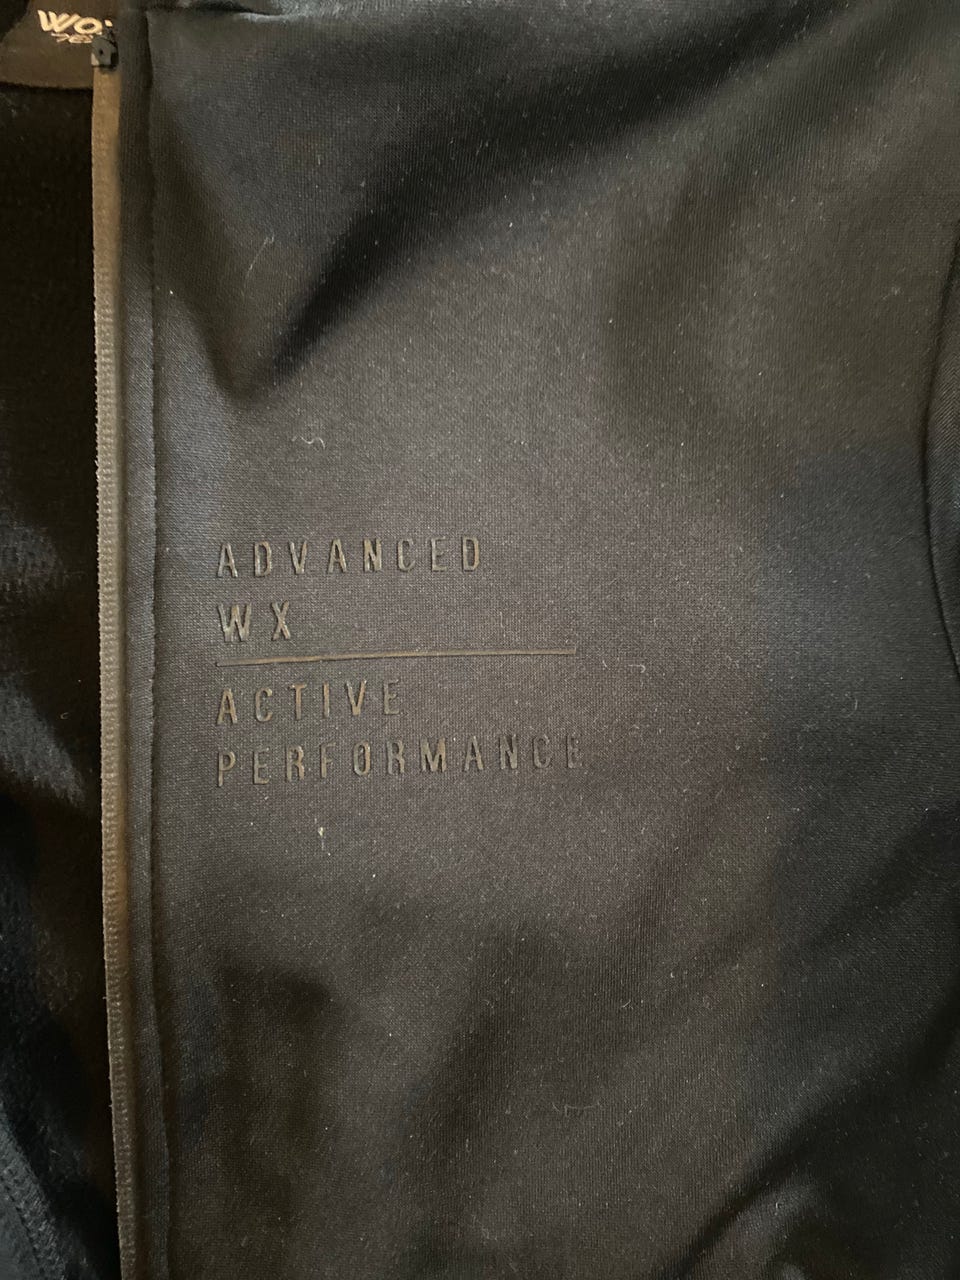 ADVANCED
WX
ACTIVE
PERFORMANCE